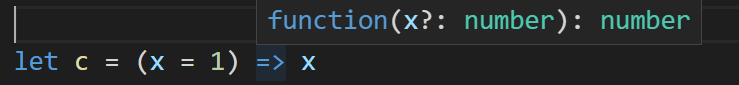 function(x?: number): number
let c = (x = 1) => x